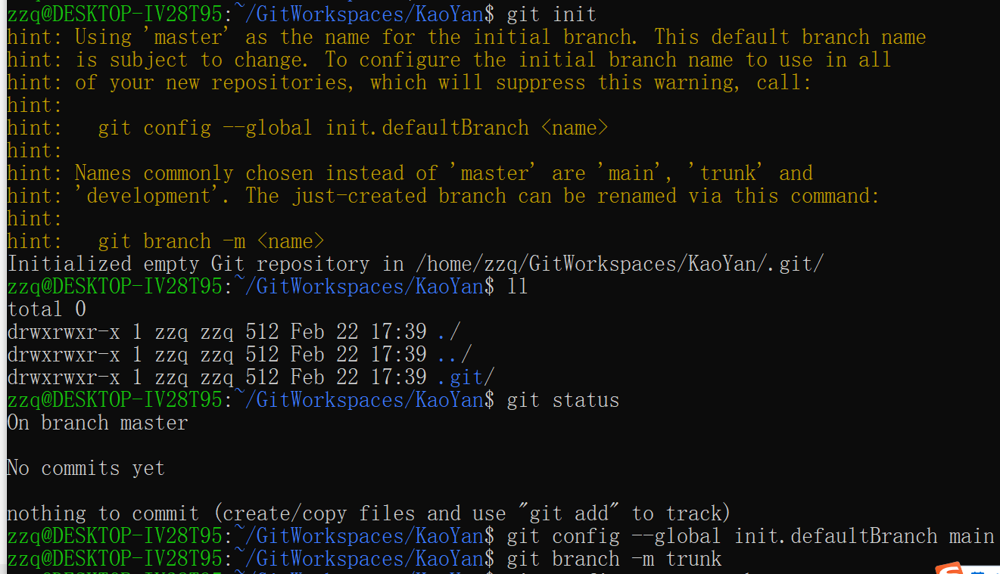 zzq@DESKTOP-IV28T95:~/GitWorkspaces/KaoYan$ git init
hint: Using 'master' as the name for the initial branch. This default branch name
hint: is subject to change. To configure the initial branch name to use in all
hint: of your new repositories, which will suppress this warning, call:
hint:
hint:   git config --global init.defaultBranch <name>
hint:
hint: Names commonly chosen instead of 'master' are 'main', 'trunk' and
hint: 'development'. The just-created branch can be renamed via this command:
hint:
hint:   git branch -m <name>
Initialized empty Git repository in /home/zzq/GitWorkspaces/KaoYan/.git/
zzq@DESKTOP-IV28T95:~/GitWorkspaces/KaoYan$ ll
total 0
drwxrwxr-x 1 zzq zzq 512 Feb 22 17:39 ./
drwxrwxr-x 1 zzq zzq 512 Feb 22 17:39 ../
drwxrwxr-x 1 zzq zzq 512 Feb 22 17:39 .git/
zzq@DESKTOP-IV28T95:~/GitWorkspaces/KaoYan$ git status
On branch master

No commits yet

nothing to commit (create/copy files and use "git add" to track)
zzq@DESKTOP-IV28T95:~/GitWorkspaces/KaoYan$ git config --global init.defaultBranch main
zzq@DESKTOP-IV28T95:~/GitWorkspaces/KaoYan$ git branch -m trunk